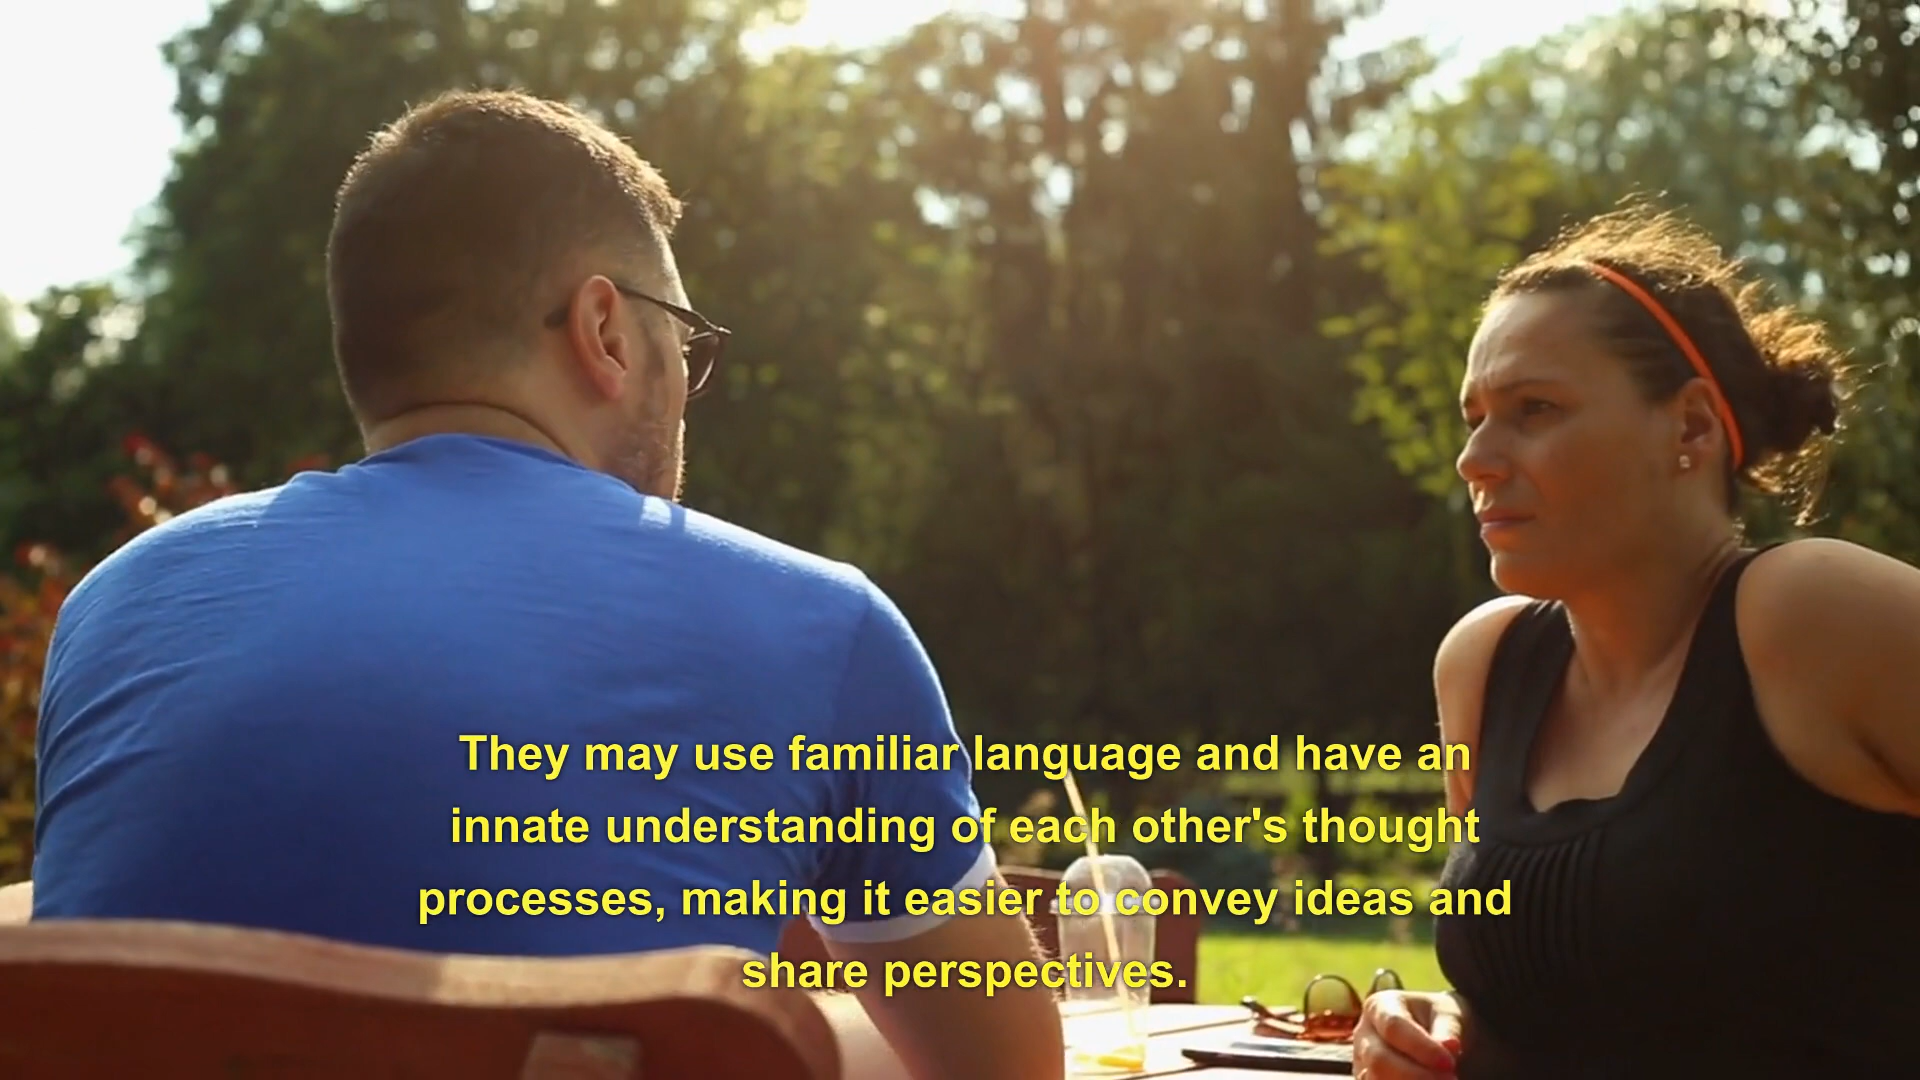 They may use familiar language and have an
innate understanding of each other's thought
processes, making it easier to convey ideas and
share perspectives.